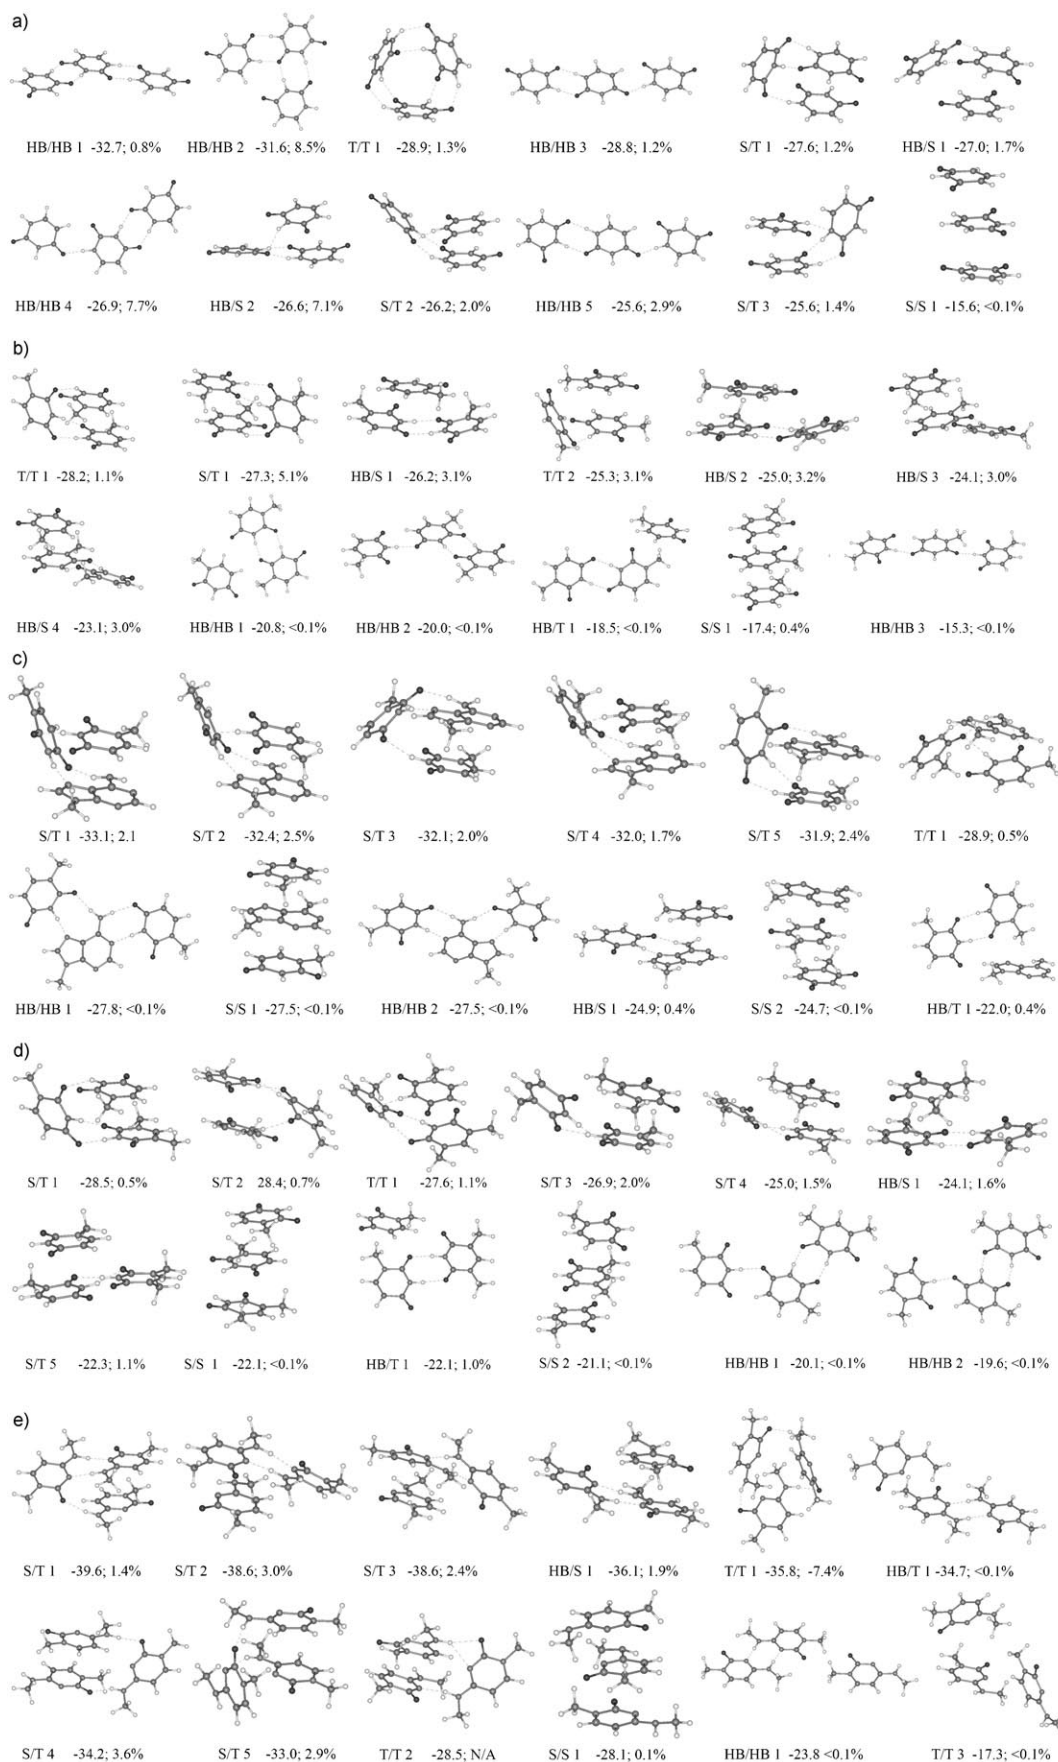 a)
HB/HB 1 -32.7; 0.8% HB/HB 2 -31.6; 8.5% T/T 1 -28.9; 1.3% HB/HB 3 -28.8; 1.2% S/T 1 -27.6; 1.2% HB/S 1 -27.0; 1.7%
HB/HB 4 -26.9; 7.7% HB/S 2 -26.6; 7.1% S/T 2 -26.2; 2.0% HB/HB 5 -25.6; 2.9% S/T 3 -25.6; 1.4% S/S 1 -15.6; <0.1%
b)
T/T 1 -28.2; 1.1% S/T 1 -27.3; 5.1% HB/S 1 -26.2; 3.1% T/T 2 -25.3; 3.1% HB/S 2 -25.0; 3.2% HB/S 3 -24.1; 3.0%
HB/S 4 -23.1; 3.0% HB/HB 1 -20.8; <0.1% HB/HB 2 -20.0; <0.1% HB/T 1 -18.5; <0.1% S/S 1 -17.4; 0.4% HB/HB 3 -15.3; <0.1%
c)
S/T 1 -33.1; 2.1 S/T 2 -32.4; 2.5% S/T 3 -32.1; 2.0% S/T 4 -32.0; 1.7% S/T 5 -31.9; 2.4% T/T 1 -28.9; 0.5%
HB/HB 1 -27.8; <0.1% S/S 1 -27.5; <0.1% HB/HB 2 -27.5; <0.1% HB/S 1 -24.9; 0.4% S/S 2 -24.7; <0.1% HB/T 1 -22.0; 0.4%
d)
S/T 1 -28.5; 0.5% S/T 2 28.4; 0.7% T/T 1 -27.6; 1.1% S/T 3 -26.9; 2.0% S/T 4 -25.0; 1.5% HB/S 1 -24.1; 1.6%
S/T 5 -22.3; 1.1% S/S 1 -22.1; <0.1% HB/T 1 -22.1; 1.0% S/S 2 -21.1; <0.1% HB/HB 1 -20.1; <0.1% HB/HB 2 -19.6; <0.1%
e)
S/T 1 -39.6; 1.4% S/T 2 -38.6; 3.0% S/T 3 -38.6; 2.4% HB/S 1 -36.1; 1.9% T/T 1 -35.8; -7.4% HB/T 1 -34.7; <0.1%
S/T 4 -34.2; 3.6% S/T 5 -33.0; 2.9% T/T 2 -28.5; N/A S/S 1 -28.1; 0.1% HB/HB 1 -23.8 <0.1% T/T 3 -17.3; <0.1%